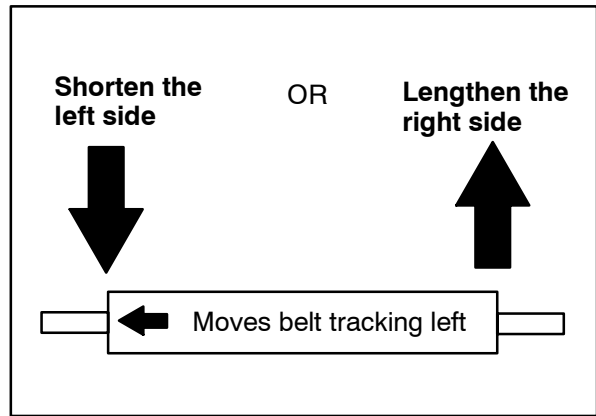 Shorten the
left side
OR
Lengthen the
right side
Moves belt tracking left